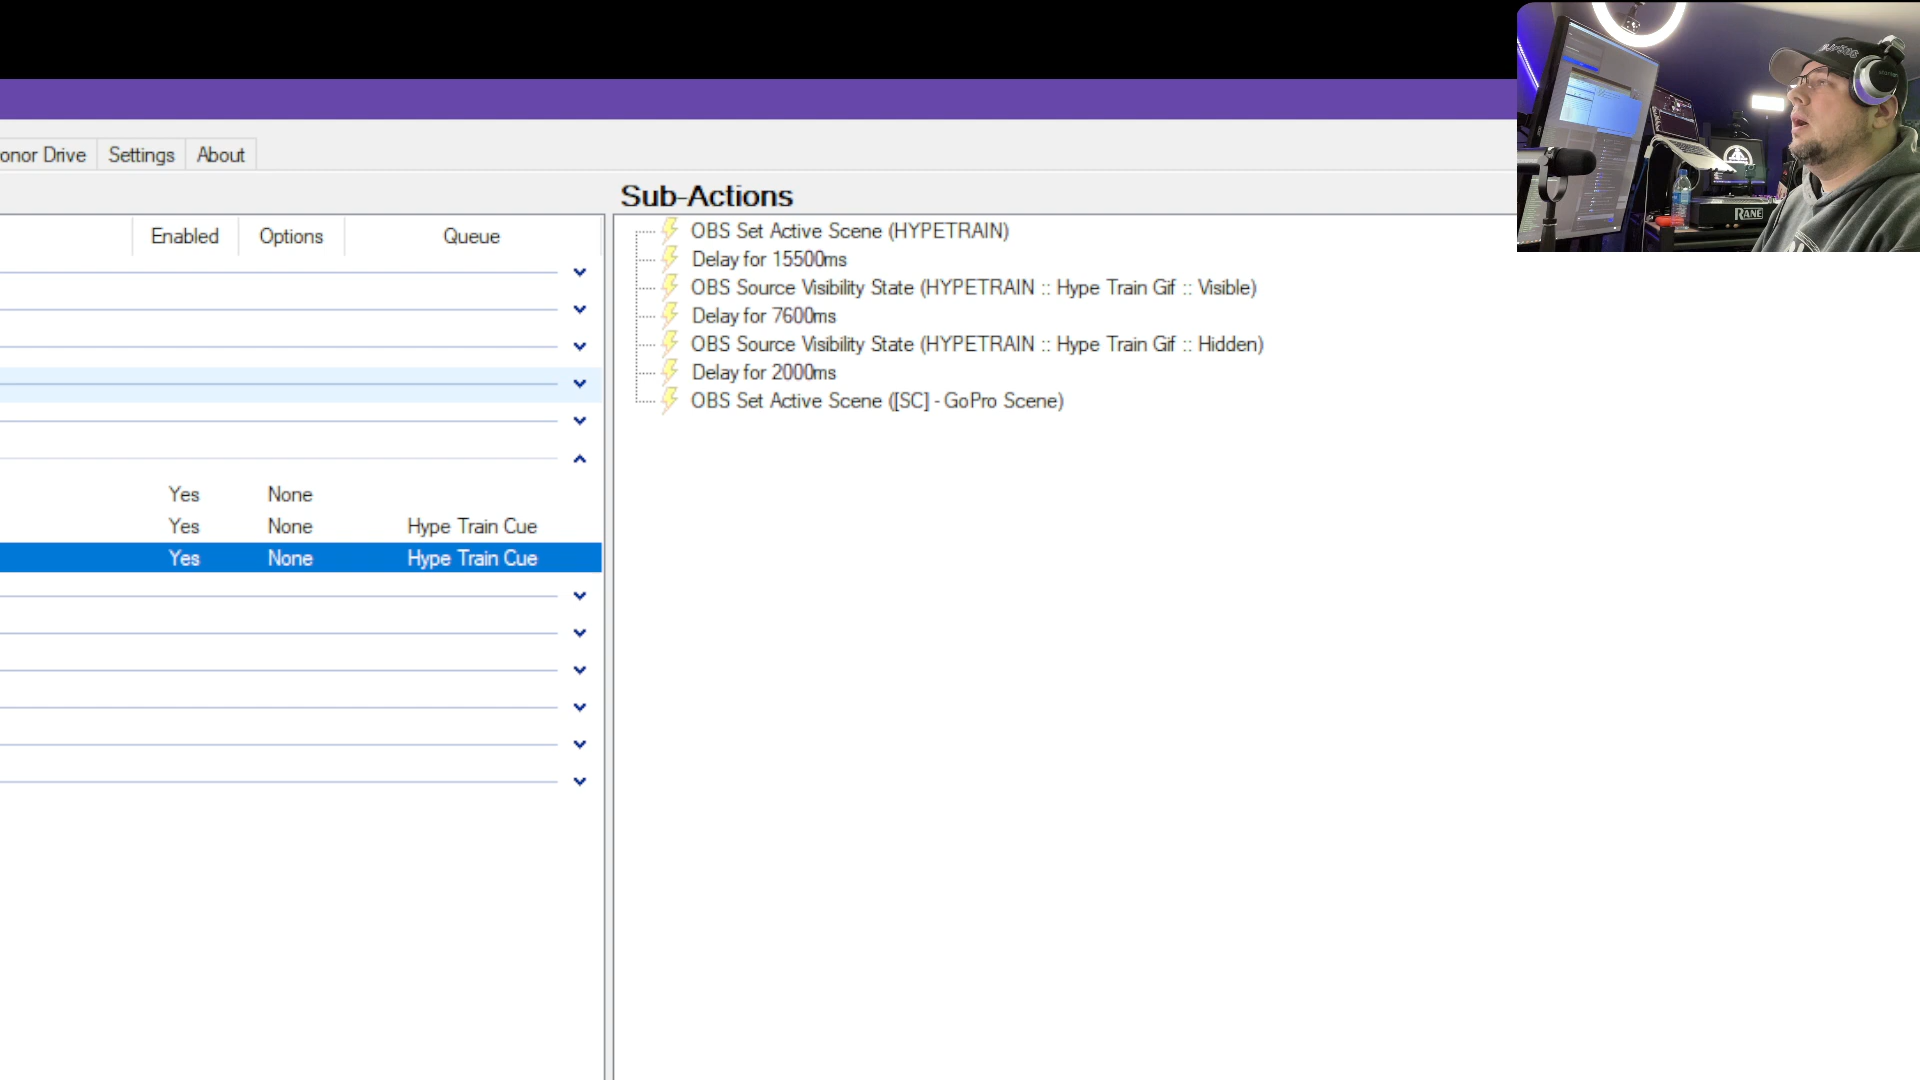 onor Drive Settings About
Sub-Actions
Enabled Options Queue
OBS Set Active Scene (HYPETRAIN)
Delay for 15500ms
OBS Source Visibility State (HYPETRAIN :: Hype Train Gif :: Visible)
Delay for 7600ms
OBS Source Visibility State (HYPETRAIN :: Hype Train Gif :: Hidden)
Delay for 2000ms
OBS Set Active Scene ([SC] - GoPro Scene)
Yes None
Yes None Hype Train Cue
Yes None Hype Train Cue
RANE